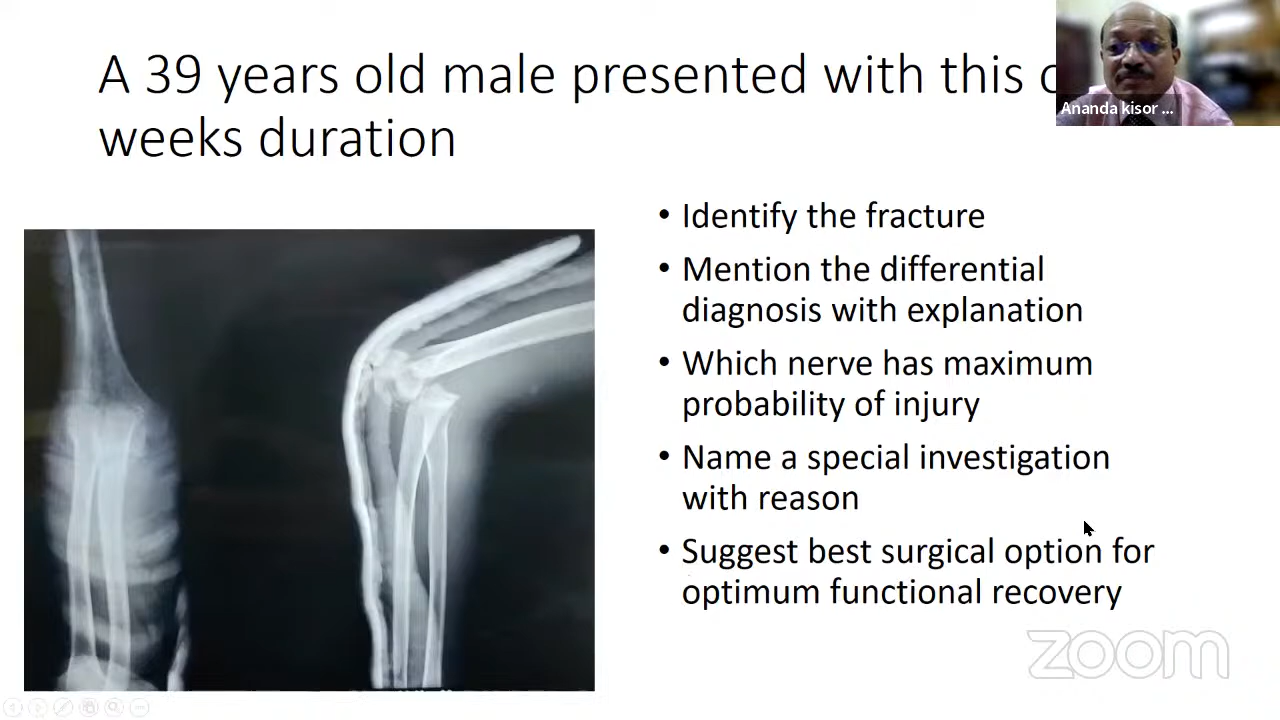 A 39 years old male presented with this
weeks duration
Ananda kisor ...
• Identify the fracture
• Mention the differential
diagnosis with explanation
• Which nerve has maximum
probability of injury
• Name a special investigation
with reason
• Suggest best surgical option for
optimum functional recovery
zoom